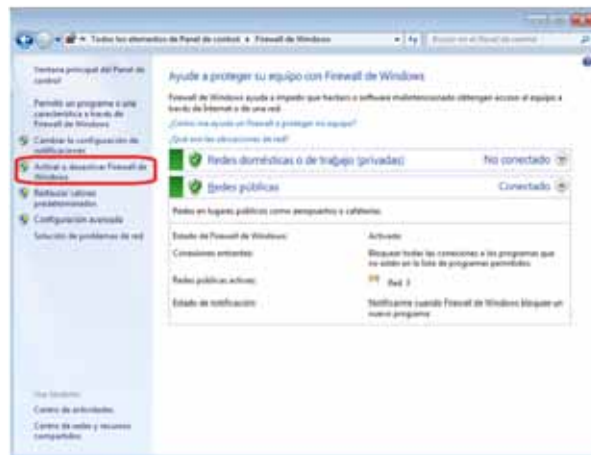 Todos los elementos de Panel de control ▸ Firewall de Windows
Buscar en el Panel de control
Ventana principal del Panel de
control
Permitir un programa o una
característica a través de
Firewall de Windows
Cambiar la configuración de
notificaciones
Activar o desactivar Firewall de
Windows
Restaurar valores
predeterminados
Configuración avanzada
Solución de problemas de red
Ayude a proteger su equipo con Firewall de Windows
Firewall de Windows ayuda a impedir que hackers o software malintencionado obtengan acceso al equipo a
través de Internet o de una red.
¿Cómo me ayuda un firewall a proteger mi equipo?
¿Qué son las ubicaciones de red?
Redes domésticas o de trabajo (privadas) No conectado
Redes públicas Conectado
Redes en lugares públicos como aeropuertos o cafeterías
Estado de Firewall de Windows: Activado
Conexiones entrantes: Bloquear todas las conexiones a los programas que
no estén en la lista de programas permitidos
Redes públicas activas: Red 3
Estado de notificación: Notificarme cuando Firewall de Windows bloquee un
nuevo programa
Vea también
Centro de actividades
Centro de redes y recursos
compartidos